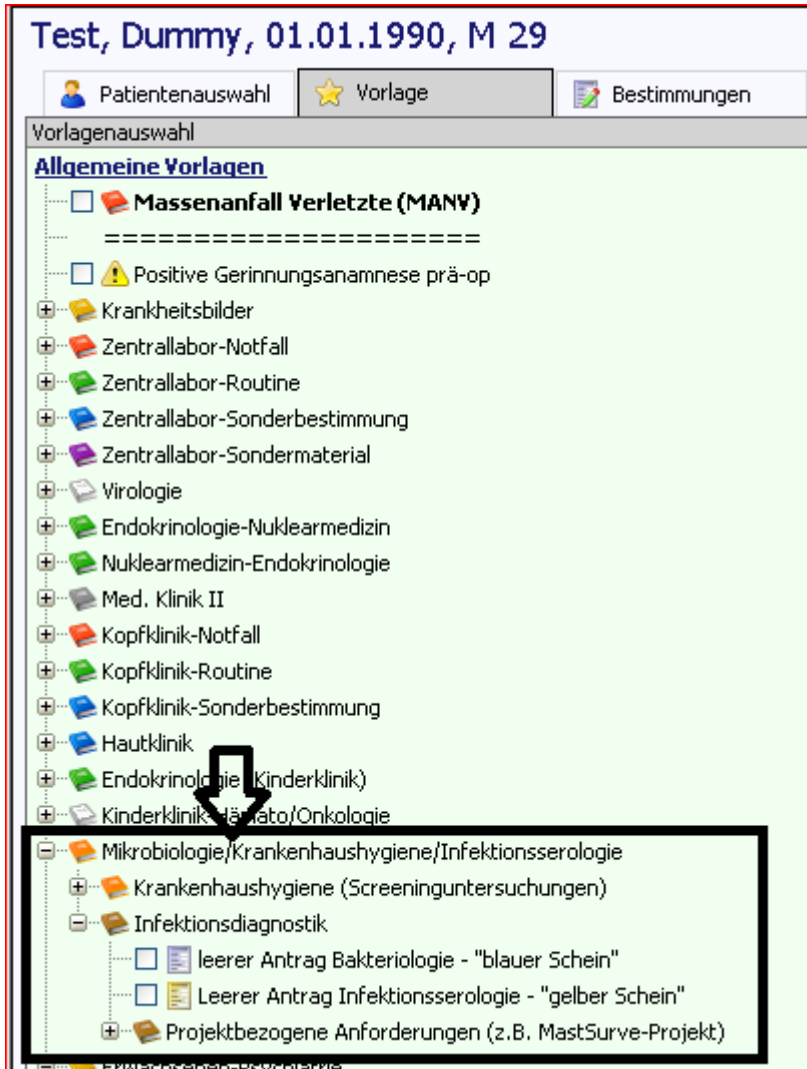 Test, Dummy, 01.01.1990, M 29
Patientenauswahl Vorlage Bestimmungen
Vorlagenauswahl
Allgemeine Vorlagen
Massenanfall Verletzte (MANV)
======================
Positive Gerinnungsanamnese prä-op
Krankheitsbilder
Zentrallabor-Notfall
Zentrallabor-Routine
Zentrallabor-Sonderbestimmung
Zentrallabor-Sondermaterial
Virologie
Endokrinologie-Nuklearmedizin
Nuklearmedizin-Endokrinologie
Med. Klinik II
Kopfklinik-Notfall
Kopfklinik-Routine
Kopfklinik-Sonderbestimmung
Hautklinik
Endokrinologie (Kinderklinik)
Kinderklinik-Hämato/Onkologie
Mikrobiologie/Krankenhaushygiene/Infektionsserologie
Krankenhaushygiene (Screeninguntersuchungen)
Infektionsdiagnostik
leerer Antrag Bakteriologie - "blauer Schein"
Leerer Antrag Infektionsserologie - "gelber Schein"
Projektbezogene Anforderungen (z.B. MastSurve-Projekt)
Erwachsenen-Psychiatrie